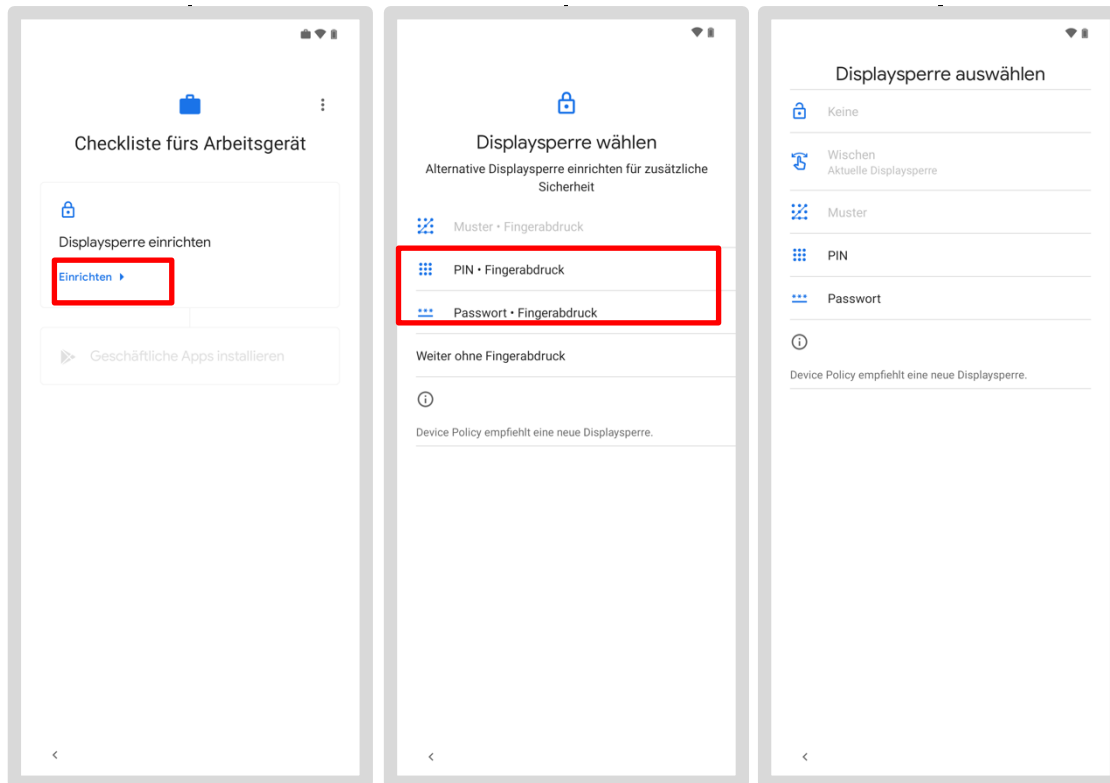 Checkliste fürs Arbeitsgerät
Displaysperre einrichten
Einrichten
Geschäftliche Apps installieren
Displaysperre wählen
Alternative Displaysperre einrichten für zusätzliche
Sicherheit
Muster • Fingerabdruck
PIN • Fingerabdruck
Passwort • Fingerabdruck
Weiter ohne Fingerabdruck
Device Policy empfiehlt eine neue Displaysperre.
Displaysperre auswählen
Keine
Wischen
Aktuelle Displaysperre
Muster
PIN
Passwort
Device Policy empfiehlt eine neue Displaysperre.